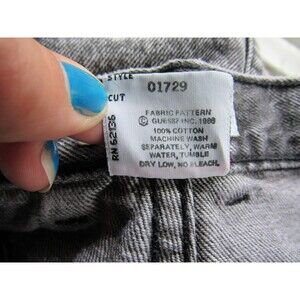 STYLE
01729
CUT
FABRIC PATTERN
© GUESS? INC. 1986
100% COTTON
MACHINE WASH
SEPARATELY, WARM
WATER, TUMBLE
DRY LOW, NO BLEACH.
RN 62136